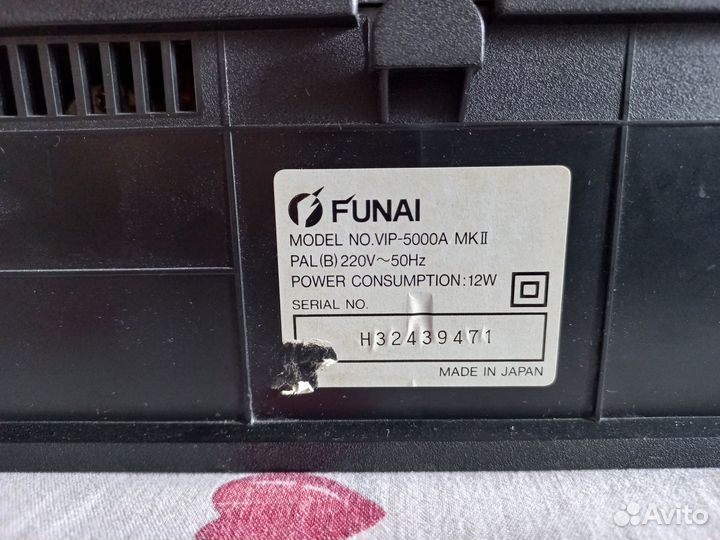 FUNAI
MODEL NO.VIP-5000A MKⅡ
PAL(B) 220V～50Hz
POWER CONSUMPTION:12W
SERIAL NO.
H32439471
MADE IN JAPAN
Avito